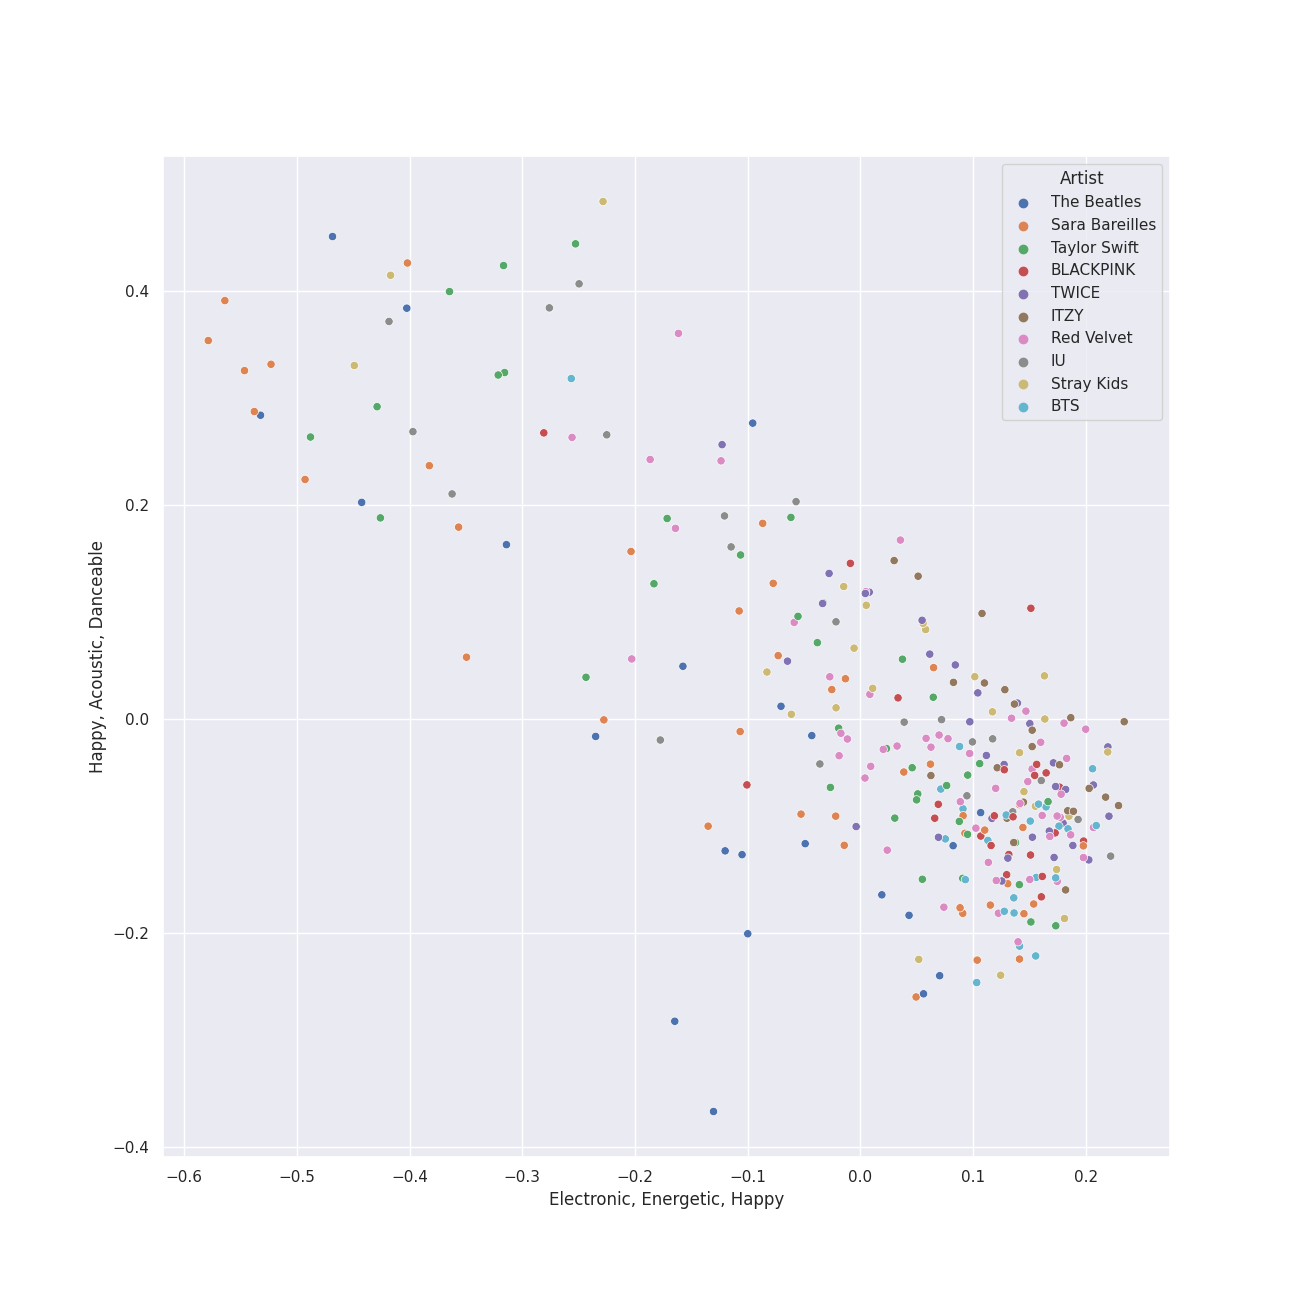 Artist
The Beatles
Sara Bareilles
Taylor Swift
BLACKPINK
TWICE
ITZY
Red Velvet
IU
Stray Kids
BTS
0.4
0.2
0.0
−0.2
−0.4
Happy, Acoustic, Danceable
−0.6 −0.5 −0.4 −0.3 −0.2 −0.1 0.0 0.1 0.2
Electronic, Energetic, Happy